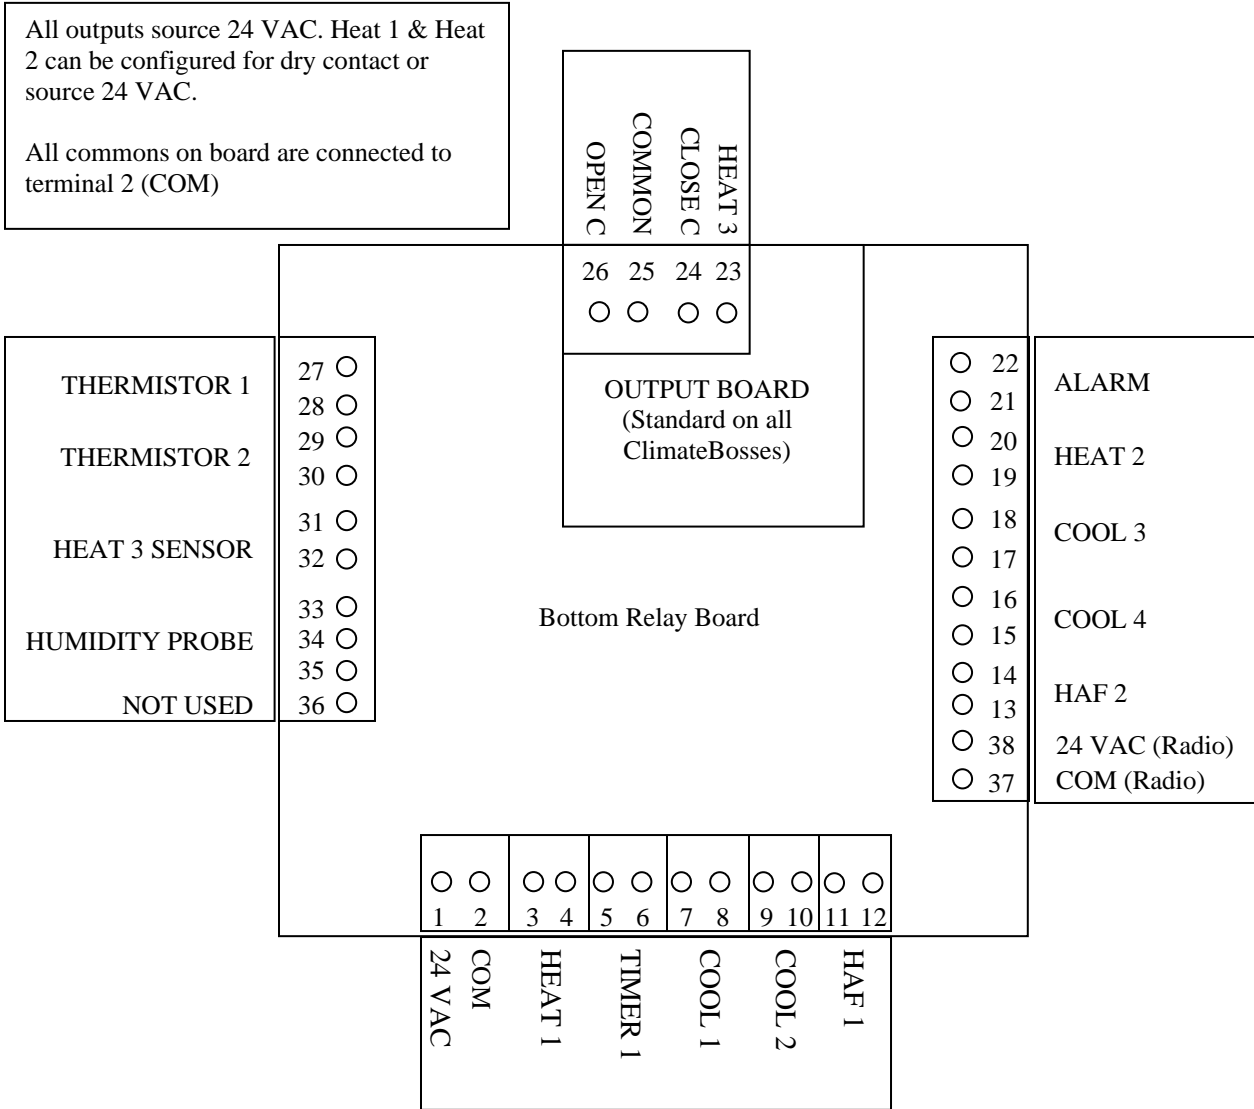 All outputs source 24 VAC. Heat 1 & Heat
2 can be configured for dry contact or
source 24 VAC.
All commons on board are connected to
terminal 2 (COM)
OPEN C
COMMON
CLOSE C
HEAT 3
26 25 24 23
OUTPUT BOARD
(Standard on all
ClimateBosses)
THERMISTOR 1
THERMISTOR 2
HEAT 3 SENSOR
HUMIDITY PROBE
NOT USED
27
28
29
30
31
32
33
34
35
36
Bottom Relay Board
22
21
20
19
18
17
16
15
14
13
38
37
ALARM
HEAT 2
COOL 3
COOL 4
HAF 2
24 VAC (Radio)
COM (Radio)
1 2 3 4 5 6 7 8 9 10 11 12
24 VAC
COM
HEAT 1
TIMER 1
COOL 1
COOL 2
HAF 1